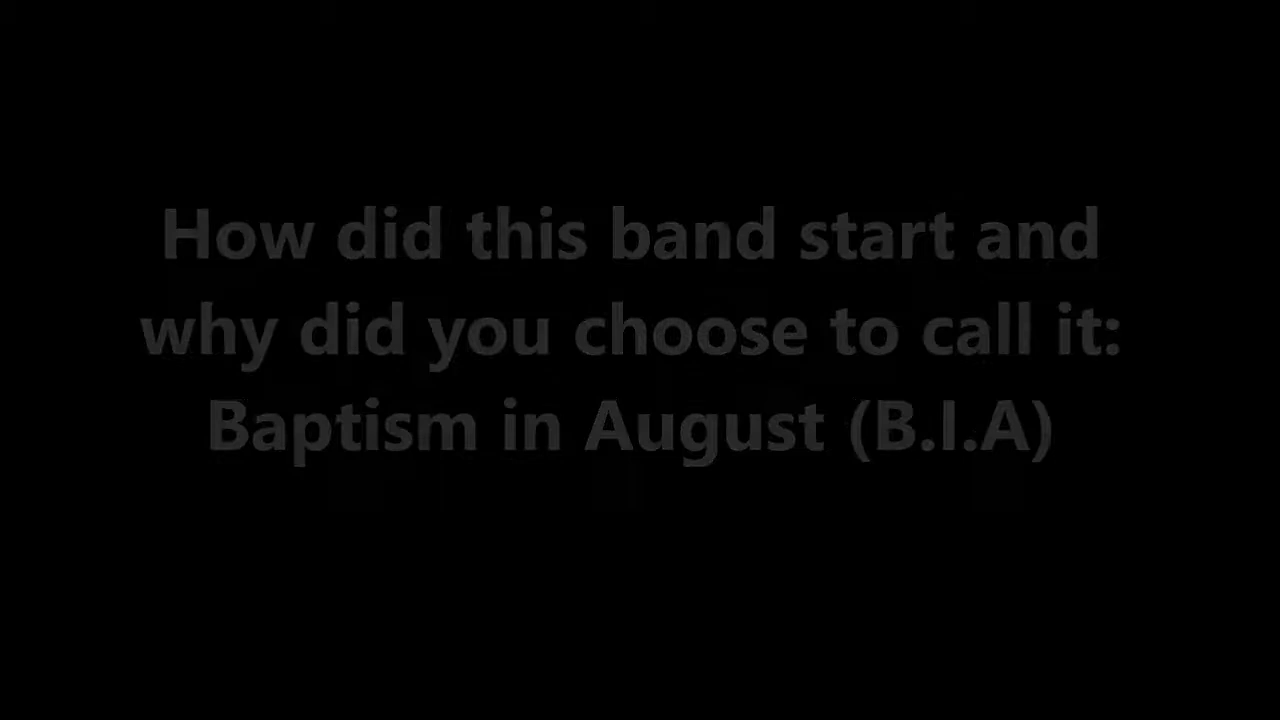 How did this band start and
why did you choose to call it:
Baptism in August (B.I.A)